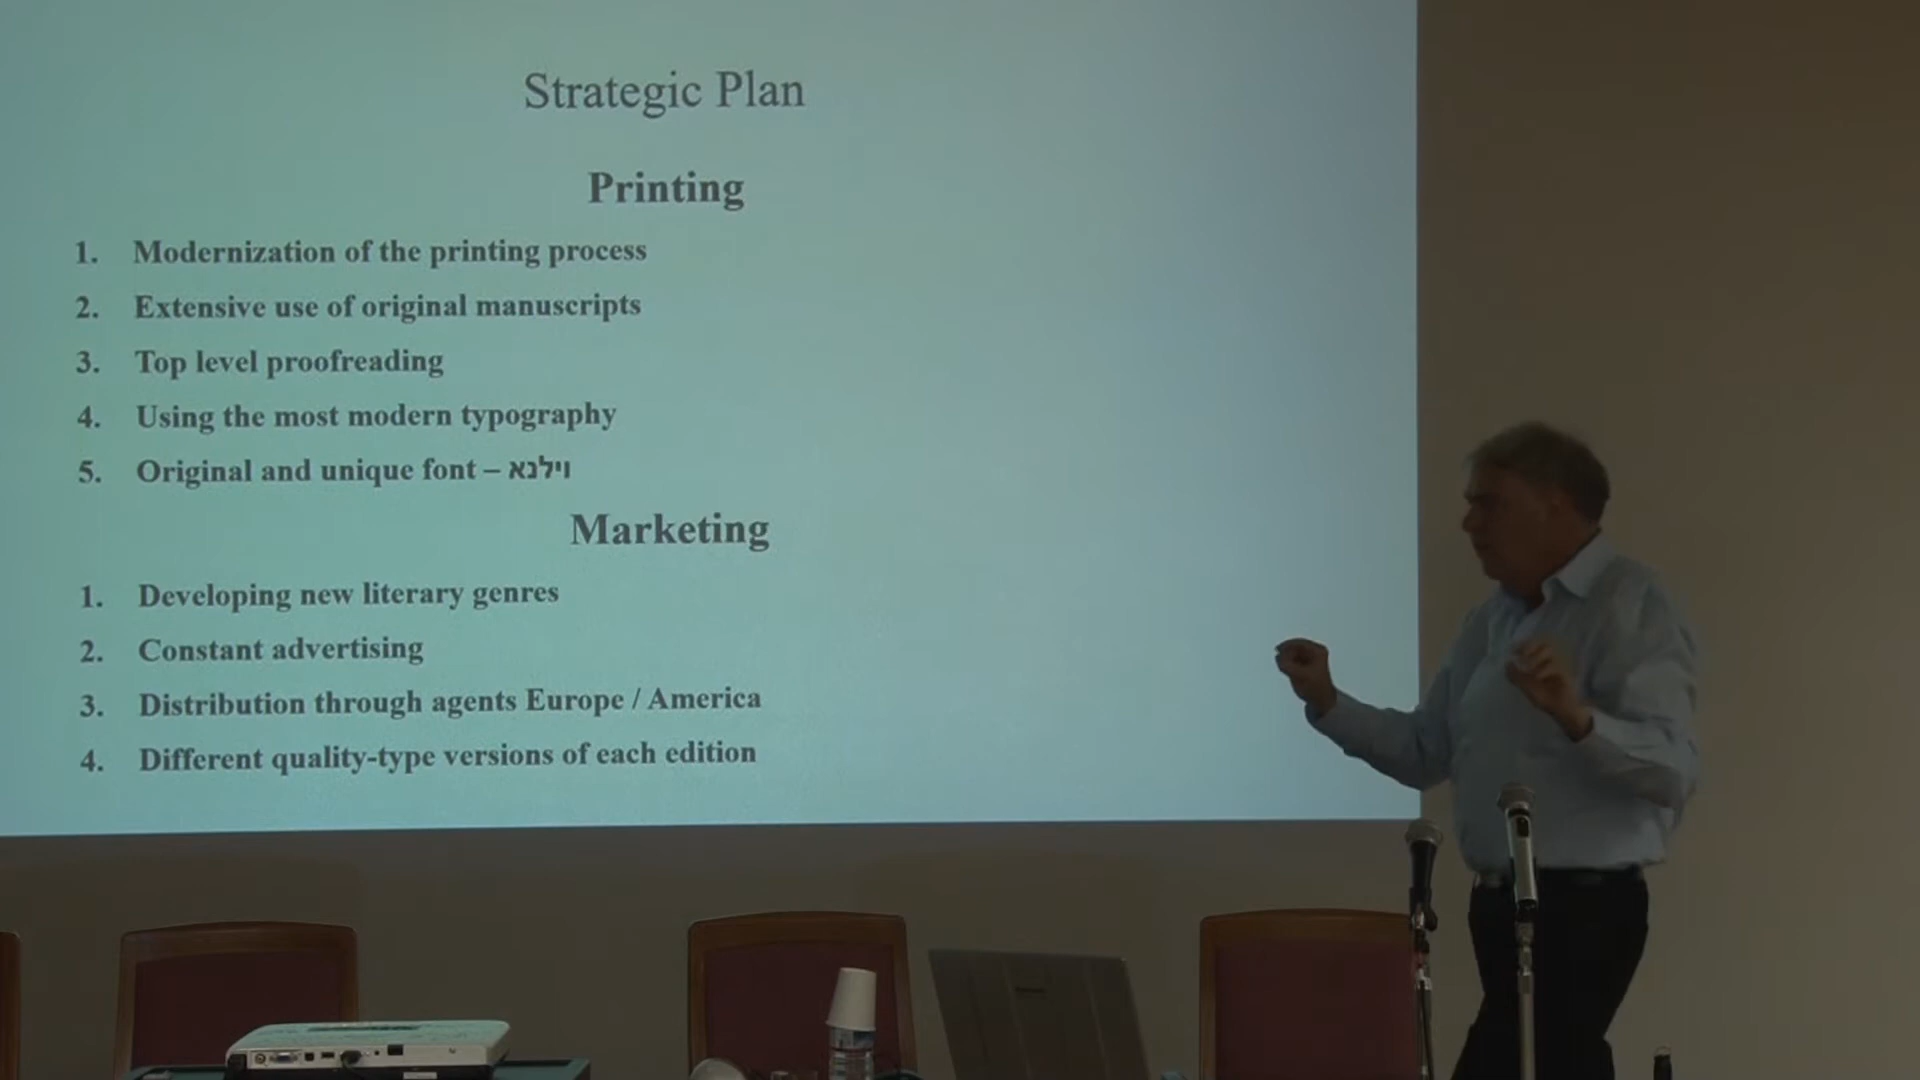 Strategic Plan
Printing
1. Modernization of the printing process
2. Extensive use of original manuscripts
3. Top level proofreading
4. Using the most modern typography
5. Original and unique font – וילנא
Marketing
1. Developing new literary genres
2. Constant advertising
3. Distribution through agents Europe / America
4. Different quality-type versions of each edition